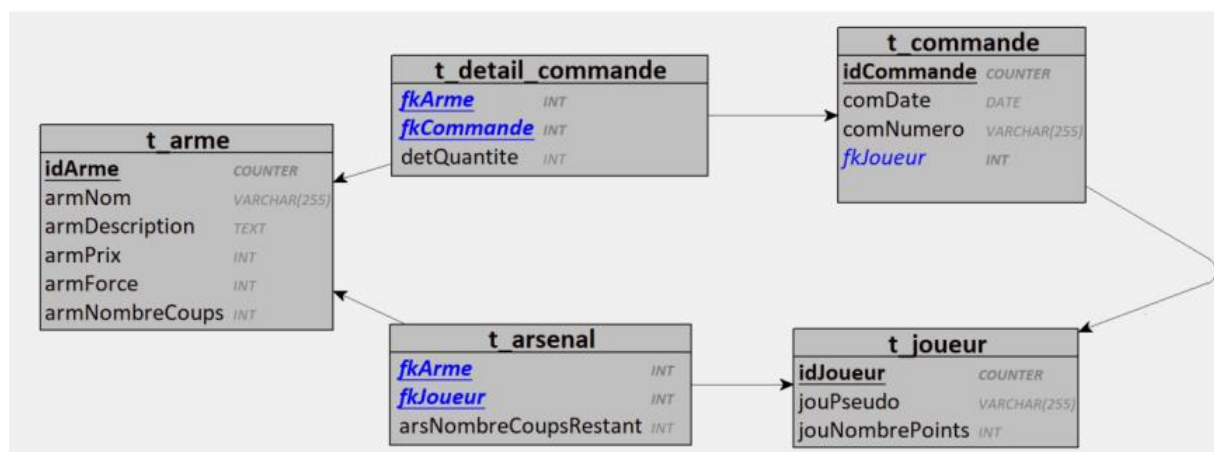 t_arme
idArme COUNTER
armNom VARCHAR(255)
armDescription TEXT
armPrix INT
armForce INT
armNombreCoups INT
t_detail_commande
fkArme INT
fkCommande INT
detQuantite INT
t_commande
idCommande COUNTER
comDate DATE
comNumero VARCHAR(255)
fkJoueur INT
t_arsenal
fkArme INT
fkJoueur INT
arsNombreCoupsRestant INT
t_joueur
idJoueur COUNTER
jouPseudo VARCHAR(255)
jouNombrePoints INT